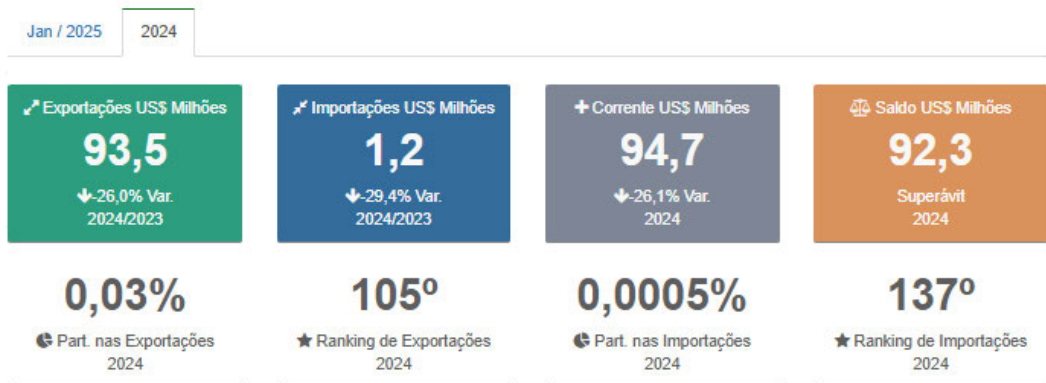 Jan / 2025
2024
Exportações US$ Milhões
93,5
-26,0% Var.
2024/2023
Importações US$ Milhões
1,2
-29,4% Var.
2024/2023
Corrente US$ Milhões
94,7
-26,1% Var.
2024
Saldo US$ Milhões
92,3
Superávit
2024
0,03%
Part. nas Exportações
2024
105º
Ranking de Exportações
2024
0,0005%
Part. nas Importações
2024
137º
Ranking de Importações
2024